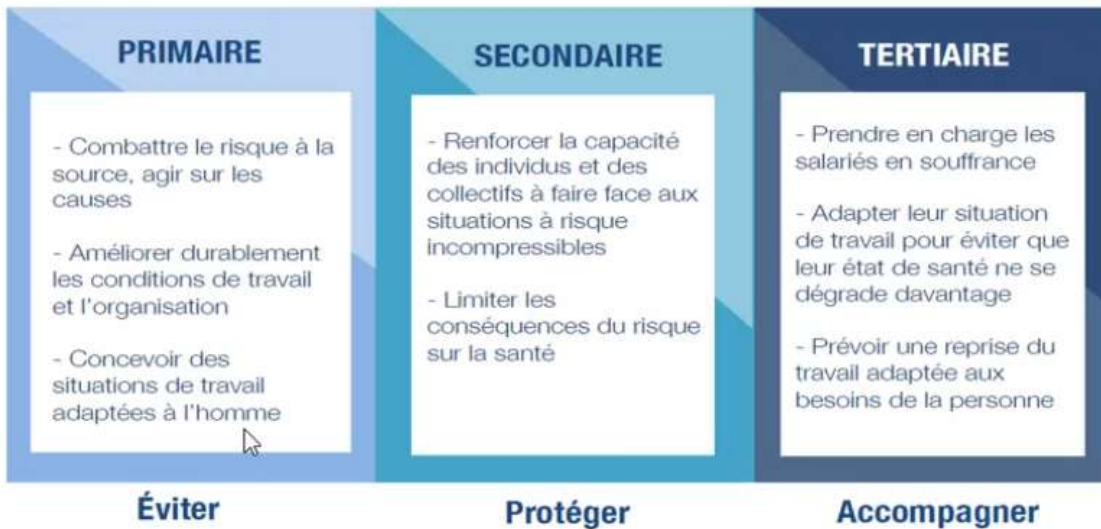 PRIMAIRE
- Combattre le risque à la
source, agir sur les
causes
- Améliorer durablement
les conditions de travail
et l'organisation
- Concevoir des
situations de travail
adaptées à l'homme
Éviter
SECONDAIRE
- Renforcer la capacité
des individus et des
collectifs à faire face aux
situations à risque
incompressibles
- Limiter les
conséquences du risque
sur la santé
Protéger
TERTIAIRE
- Prendre en charge les
salariés en souffrance
- Adapter leur situation
de travail pour éviter que
leur état de santé ne se
dégrade davantage
- Prévoir une reprise du
travail adaptée aux
besoins de la personne
Accompagner